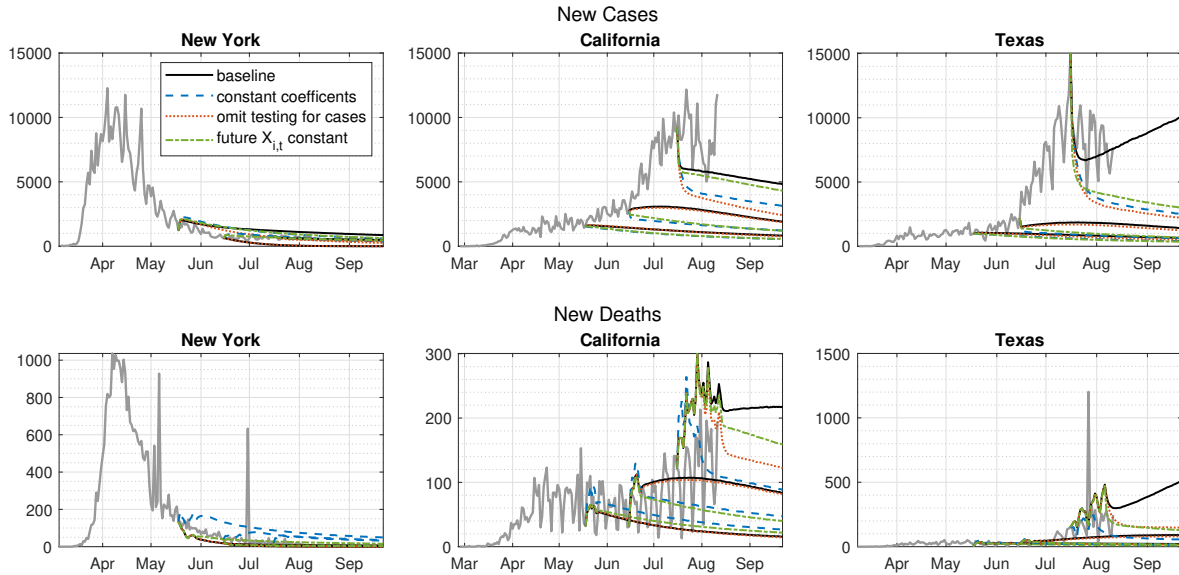 New Cases
New York
California
Texas
15000
10000
5000
0
baseline
constant coefficents
omit testing for cases
future X_{i,t} constant
Apr May Jun Jul Aug Sep
15000
10000
5000
0
Mar Apr May Jun Jul Aug Sep
15000
10000
5000
0
Apr May Jun Jul Aug Sep
New Deaths
New York
California
Texas
1000
800
600
400
200
0
Apr May Jun Jul Aug Sep
300
200
100
0
Mar Apr May Jun Jul Aug Sep
1500
1000
500
0
Apr May Jun Jul Aug Sep